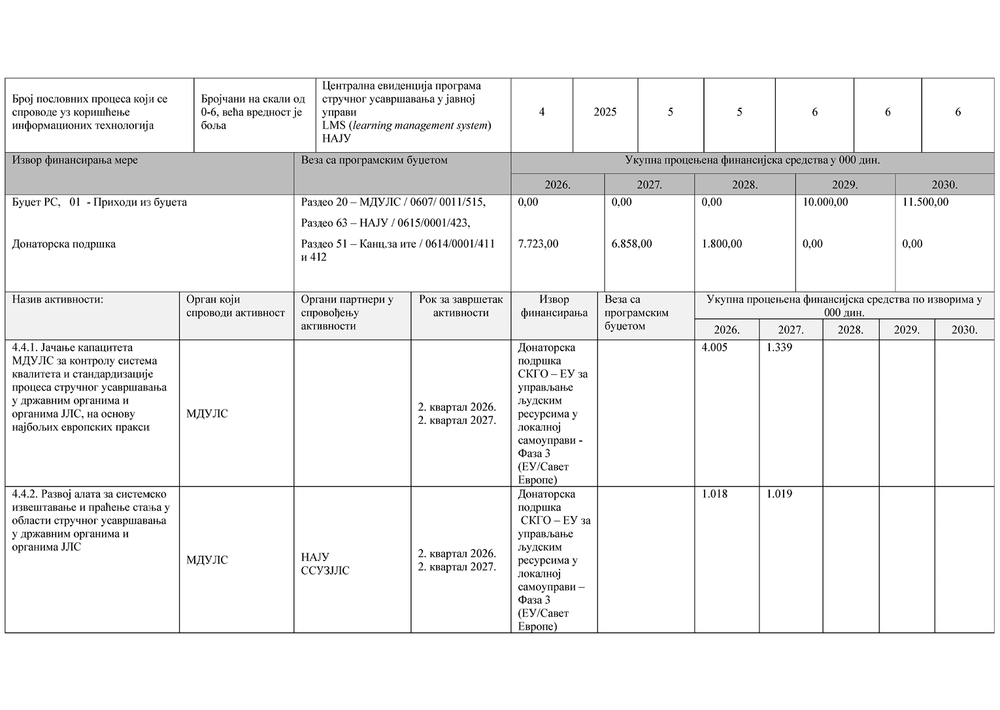 Број пословних процеса који се
спроводе уз коришћење
информационих технологија
Бројчани на скали од
0-6, већа вредност је
боља
Централна евиденција програма
стручног усавршавања у јавној
управи
LMS (learning management system)
НАЈУ
4
2025
5
5
6
6
6
Извор финансирања мере
Веза са програмским буџетом
Укупна процењена финансијска средства у 000 дин.
2026.
2027.
2028.
2029.
2030.
Буџет РС,   01  - Приходи из буџета
Раздео 20 – МДУЛС / 0607/ 0011/515,
0,00
0,00
0,00
10.000,00
11.500,00
Раздео 63 – НАЈУ / 0615/0001/423,
Донаторска подршка
Раздео 51 – Канц.за ите / 0614/0001/411
и 412
7.723,00
6.858,00
1.800,00
0,00
0,00
Назив активности:
Орган који
спроводи активност
Органи партнери у
спровођењу
активности
Рок за завршетак
активности
Извор
финансирања
Веза са
програмским
буџетом
Укупна процењена финансијска средства по изворима у
000 дин.
2026.
2027.
2028.
2029.
2030.
4.4.1. Јачање капацитета
МДУЛС за контролу система
квалитета и стандардизације
процеса стручног усавршавања
у државним органима и
органима ЈЛС, на основу
најбољих европских пракси
МДУЛС
2. квартал 2026.
2. квартал 2027.
Донаторска
подршка
СКГО – ЕУ за
управљање
људским
ресурсима у
локалној
самоуправи -
Фаза 3
(ЕУ/Савет
Европе)
4.005
1.339
4.4.2. Развој алата за системско
извештавање и праћење стања у
области стручног усавршавања
у државним органима и
органима ЈЛС
МДУЛС
НАЈУ
ССУЗЈЛС
2. квартал 2026.
2. квартал 2027.
Донаторска
подршка
СКГО – ЕУ за
управљање
људским
ресурсима у
локалној
самоуправи –
Фаза 3
(ЕУ/Савет
Европе)
1.018
1.019